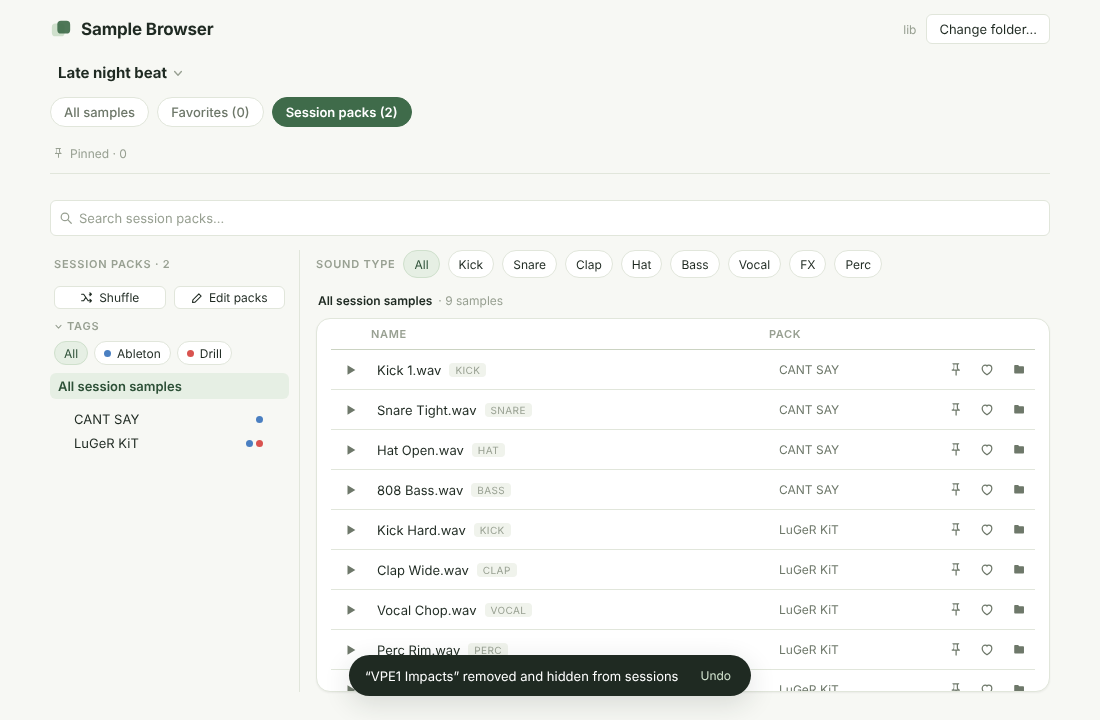 Sample Browser
lib
Change folder...
Late night beat
All samples
Favorites (0)
Session packs (2)
Pinned · 0
Search session packs...
SESSION PACKS · 2
Shuffle
Edit packs
TAGS
All
Ableton
Drill
All session samples
CANT SAY
LuGeR KiT
SOUND TYPE
All
Kick
Snare
Clap
Hat
Bass
Vocal
FX
Perc
All session samples · 9 samples
NAME PACK
Kick 1.wav KICK CANT SAY
Snare Tight.wav SNARE CANT SAY
Hat Open.wav HAT CANT SAY
808 Bass.wav BASS CANT SAY
Kick Hard.wav KICK LuGeR KiT
Clap Wide.wav CLAP LuGeR KiT
Vocal Chop.wav VOCAL LuGeR KiT
Perc Rim.wav PERC LuGeR KiT
LuGeR KiT
“VPE1 Impacts” removed and hidden from sessions Undo